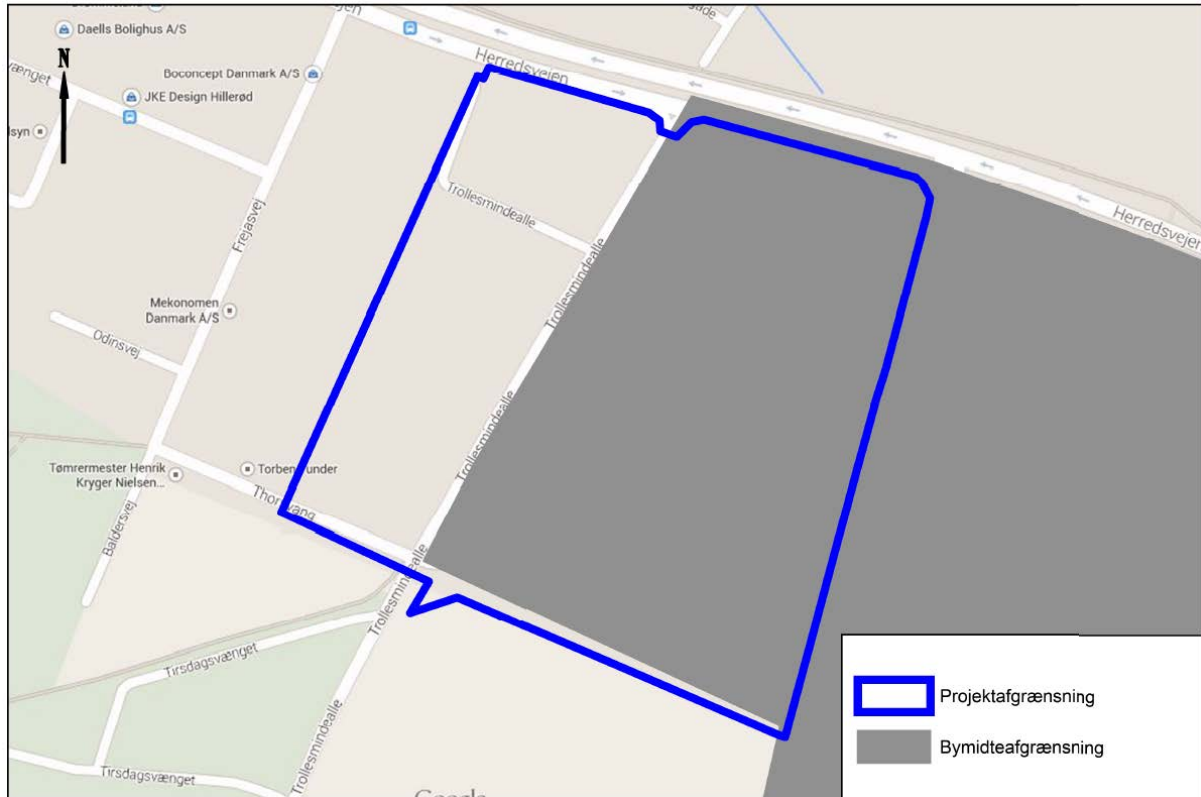 Daells Bolighus A/S
N
Boconcept Danmark A/S
JKE Design Hillerød
Herredsvejen
Trollesmindealle
Herredsvejen
Frejasvej
Trollesmindealle
Mekonomen
Danmark A/S
Odinsvej
Trollesmindealle
Tømrermester Henrik
Kryger Nielsen...
Baldersvej
Trollesmindealle
Tirsdagsvænget
Trollesmindealle
Tirsdagsvænget
Projektafgrænsning
Bymidteafgrænsning